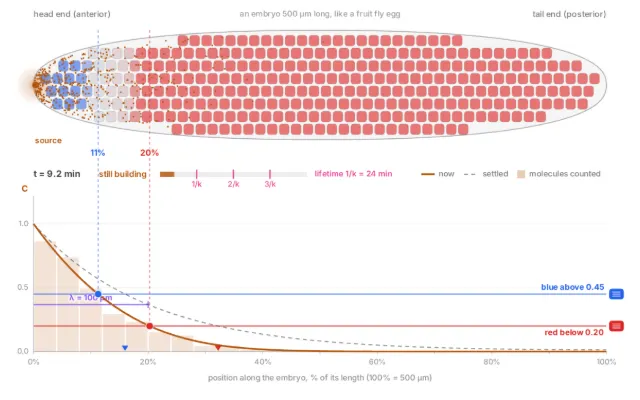 head end (anterior)
an embryo 500 μm long, like a fruit fly egg
tail end (posterior)
source
11%
20%
t = 9.2 min
still building
1/k
2/k
3/k
lifetime 1/k = 24 min
now
settled
molecules counted
C
1.0
0.5
0.0
λ = 100 μm
blue above 0.45
red below 0.20
0%
20%
40%
60%
80%
100%
position along the embryo, % of its length (100% = 500 μm)